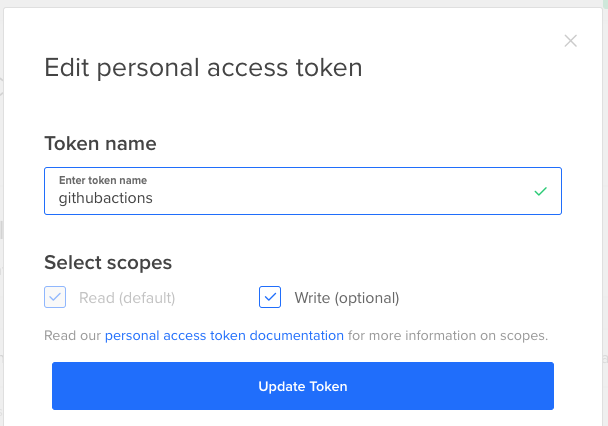 Edit personal access token
Token name
Enter token name
githubactions
Select scopes
Read (default)
Write (optional)
Read our personal access token documentation for more information on scopes.
Update Token